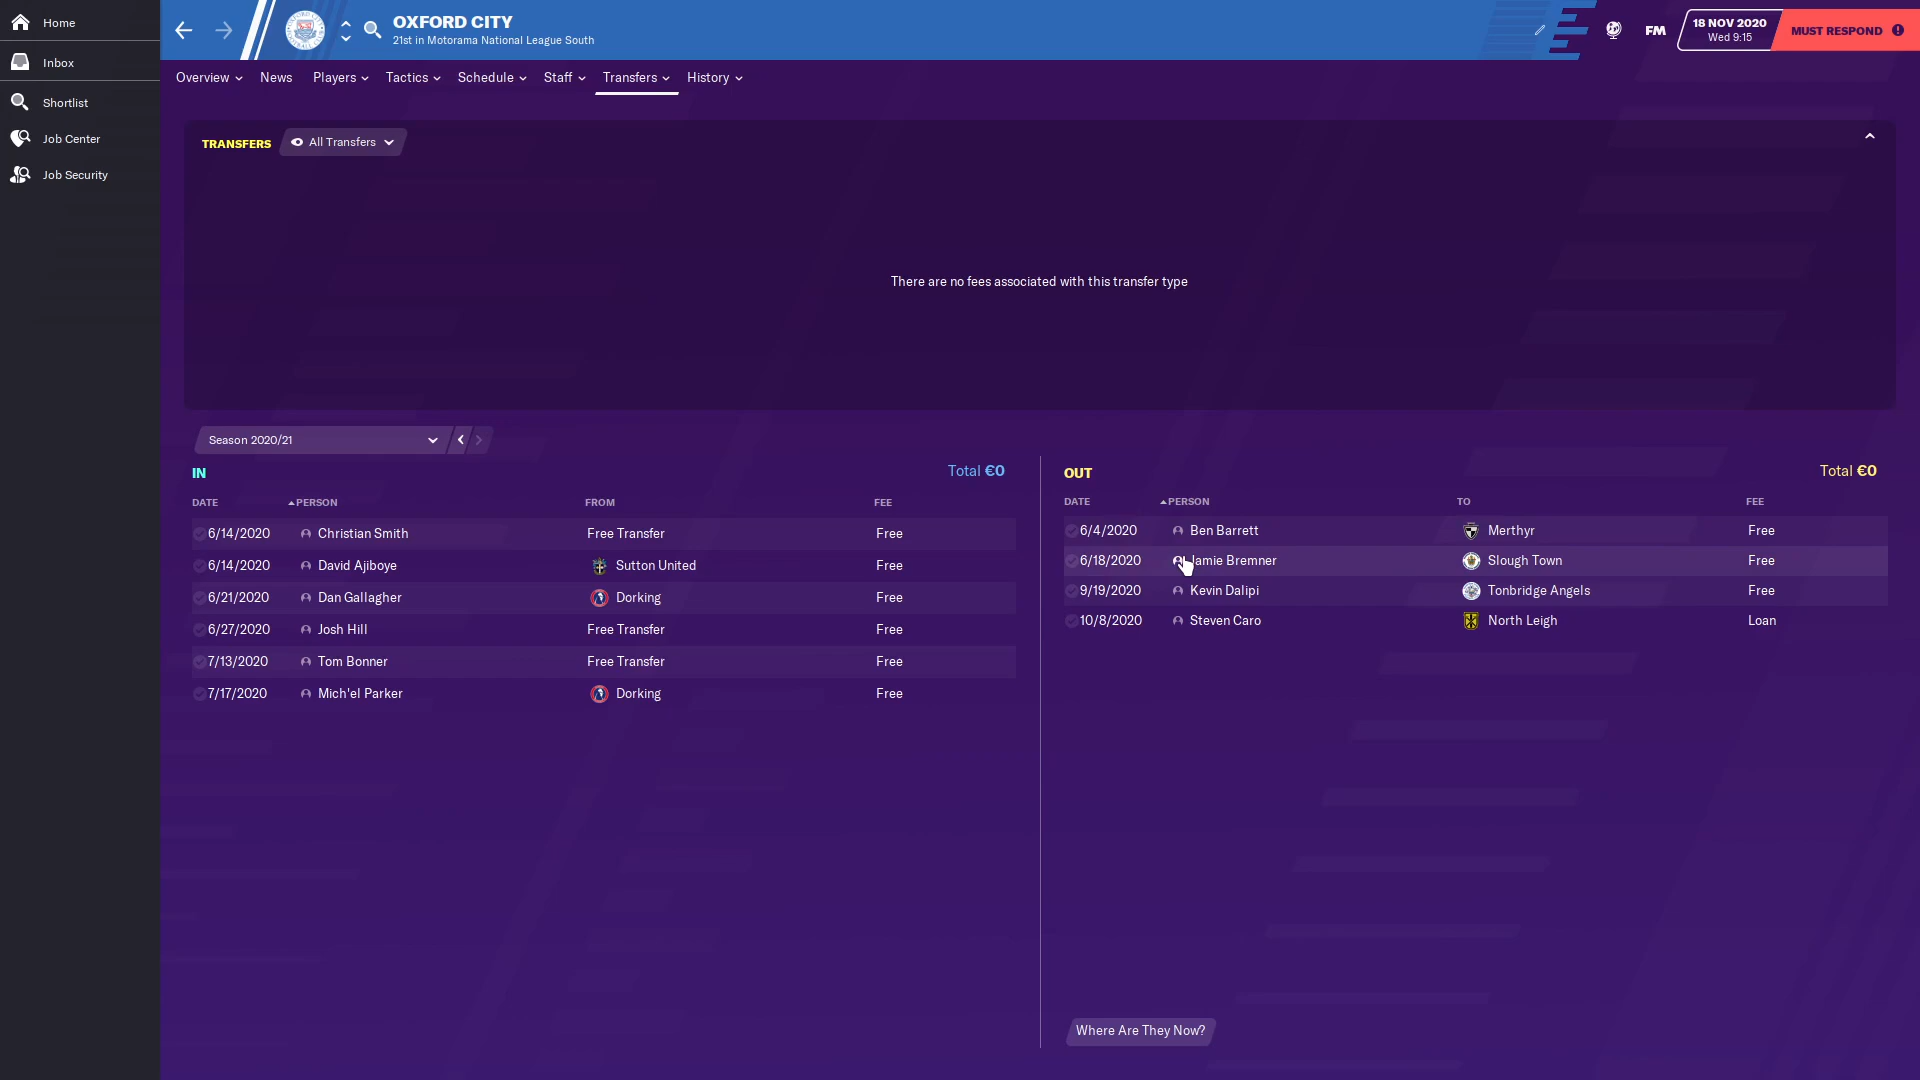 Home
Inbox
Shortlist
Job Center
Job Security
OXFORD CITY
21st in Motorama National League South
FM
18 NOV 2020
Wed 9:15
MUST RESPOND
Overview News Players Tactics Schedule Staff Transfers History
TRANSFERS All Transfers
There are no fees associated with this transfer type
Season 2020/21
IN Total €0
DATE PERSON FROM FEE
6/14/2020 Christian Smith Free Transfer Free
6/14/2020 David Ajiboye Sutton United Free
6/21/2020 Dan Gallagher Dorking Free
6/27/2020 Josh Hill Free Transfer Free
7/13/2020 Tom Bonner Free Transfer Free
7/17/2020 Mich'el Parker Dorking Free
OUT Total €0
DATE PERSON TO FEE
6/4/2020 Ben Barrett Merthyr Free
6/18/2020 Jamie Bremner Slough Town Free
9/19/2020 Kevin Dalipi Tonbridge Angels Free
10/8/2020 Steven Caro North Leigh Loan
Where Are They Now?